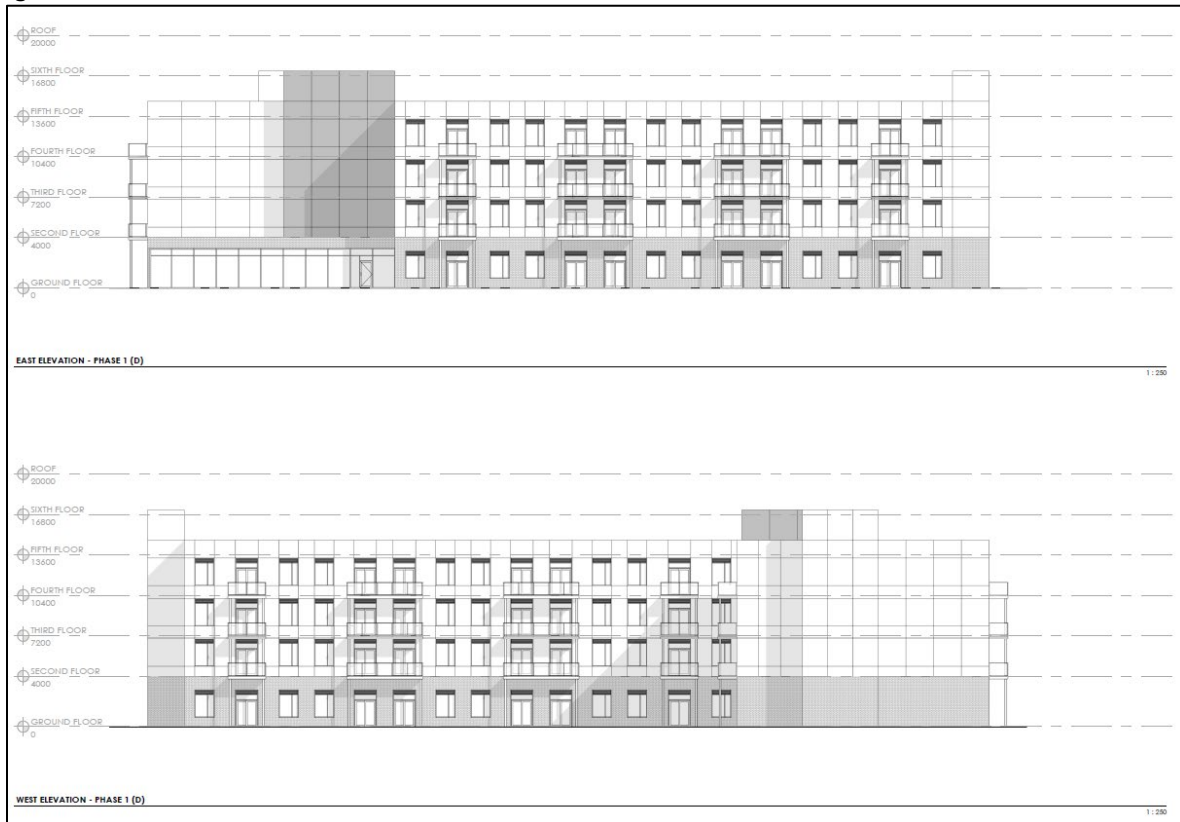 ROOF
20000
SIXTH FLOOR
16800
FIFTH FLOOR
13600
FOURTH FLOOR
10400
THIRD FLOOR
7200
SECOND FLOOR
4000
GROUND FLOOR
0
EAST ELEVATION - PHASE 1 (D)
1 : 250
ROOF
20000
SIXTH FLOOR
16800
FIFTH FLOOR
13600
FOURTH FLOOR
10400
THIRD FLOOR
7200
SECOND FLOOR
4000
GROUND FLOOR
0
WEST ELEVATION - PHASE 1 (D)
1 : 250